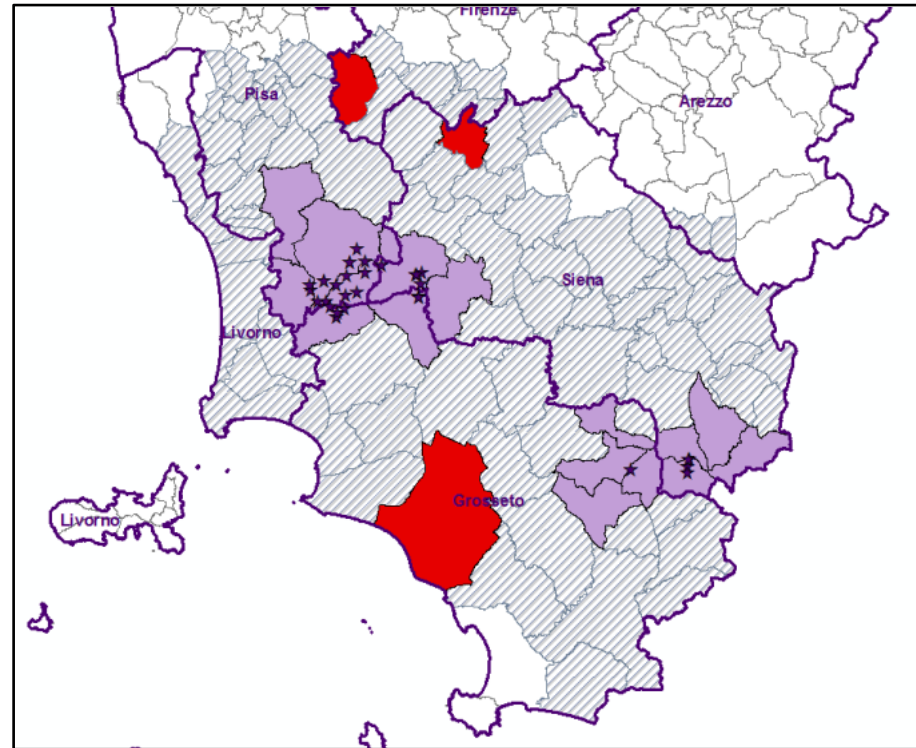 Firenze
Pisa
Arezzo
Siena
Livorno
Grosseto
Livorno